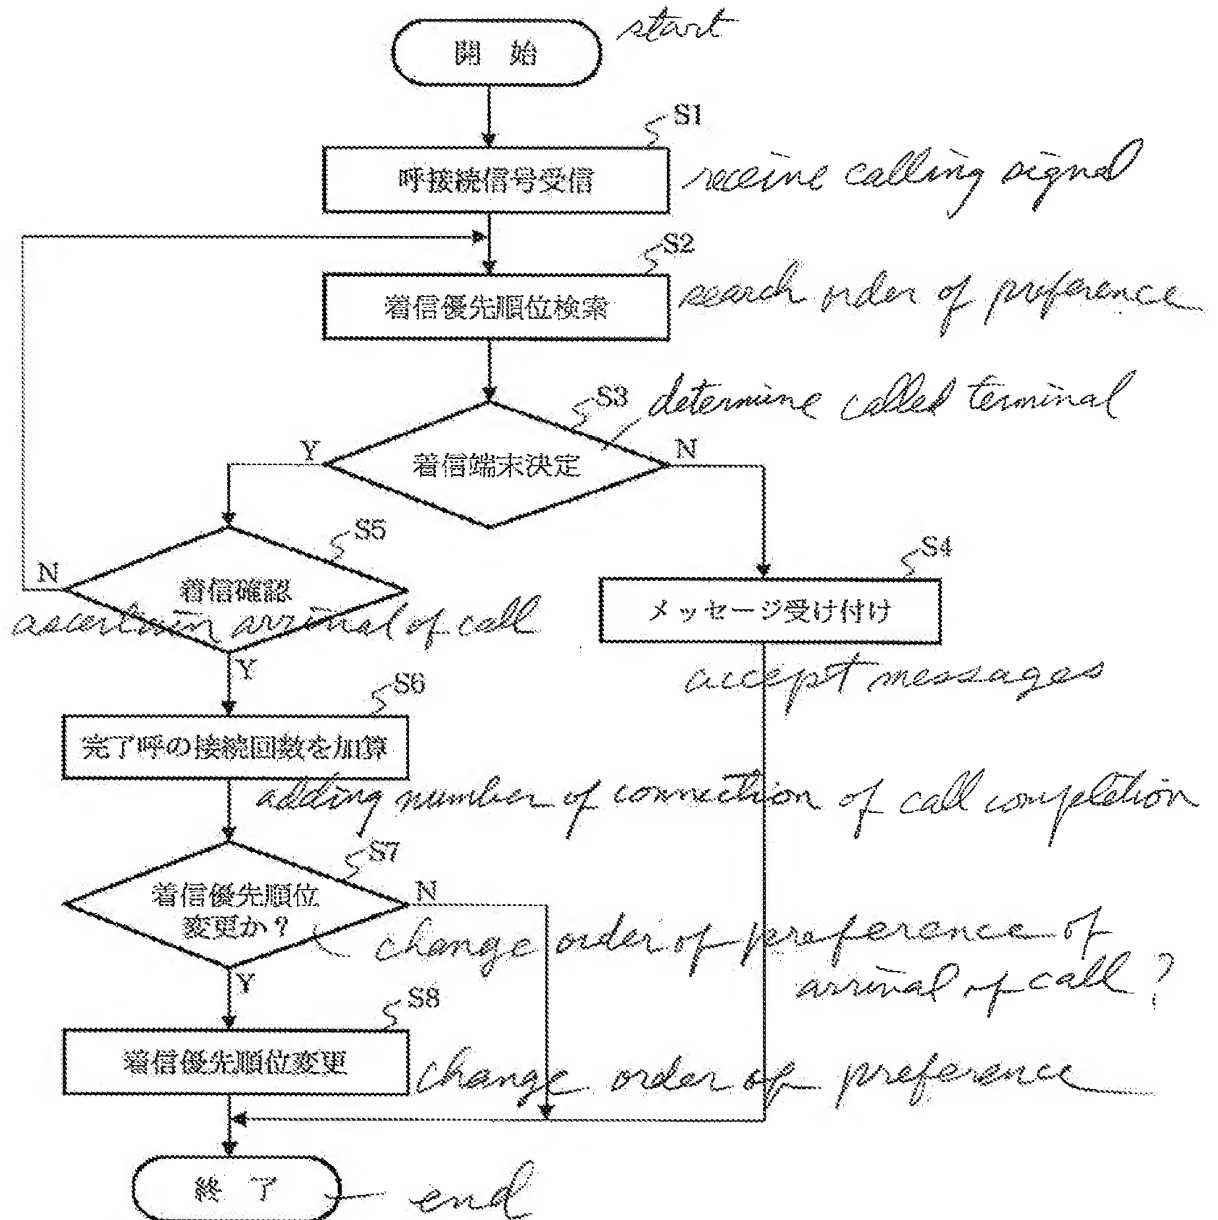 開 始
start
S1
呼接続信号受信
receive calling signal
S2
着信優先順位検索
search order of preference
S3
determine called terminal
Y
着信端末決定
N
S5
N
着信確認
ascertain arrival of call
Y
S4
メッセージ受け付け
accept messages
S6
完了呼の接続回数を加算
adding number of connection of call completion
S7
着信優先順位
変更か?
N
change order of preference of
arrival of call?
Y
S8
着信優先順位変更
change order of preference
終 了
end